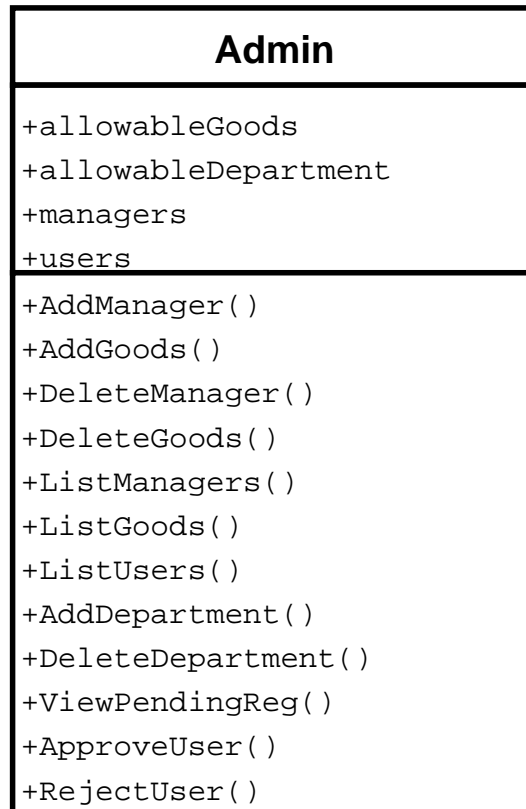 Admin
+allowableGoods
+allowableDepartment
+managers
+users
+AddManager()
+AddGoods()
+DeleteManager()
+DeleteGoods()
+ListManagers()
+ListGoods()
+ListUsers()
+AddDepartment()
+DeleteDepartment()
+ViewPendingReg()
+ApproveUser()
+RejectUser()